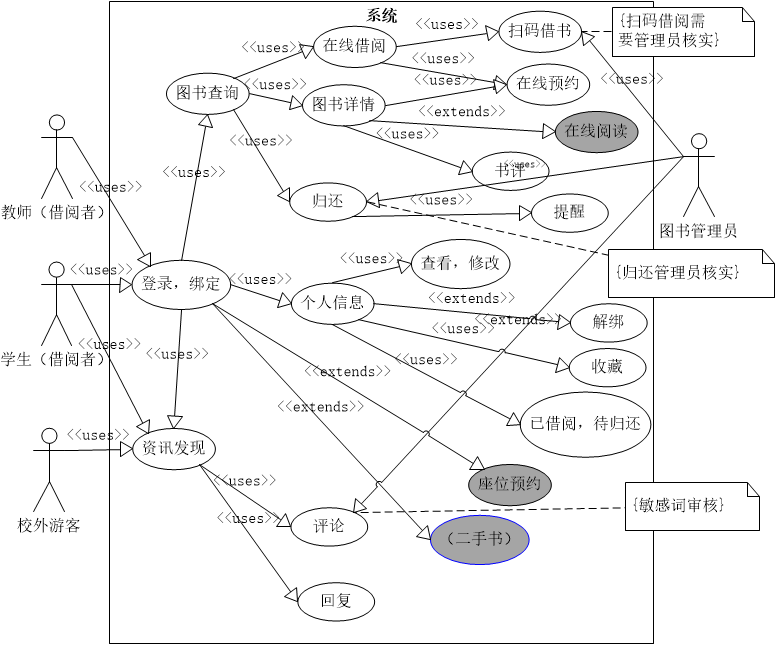 系统
<<uses>>
{扫码借阅需
要管理员核实}
在线借阅
扫码借书
<<uses>>
<<uses>>
<<uses>>
<<uses>>
图书查询
<<uses>>
在线预约
图书详情
<<extends>>
在线阅读
<<uses>>
<<uses>>
书评
<<uses>>
<<uses>>
教师（借阅者）
<<uses>>
归还
<<uses>>
提醒
图书管理员
<<uses>>
查看，修改
{归还管理员核实}
<<uses>>
登录，绑定
<<uses>>
个人信息
<<extends>>
<<extends>>
解绑
<<uses>>
学生（借阅者）
<<uses>>
<<uses>>
<<uses>>
收藏
<<extends>>
<<extends>>
已借阅，待归还
<<uses>>
资讯发现
<<uses>>
座位预约
{敏感词审核}
校外游客
<<uses>>
评论
（二手书）
回复